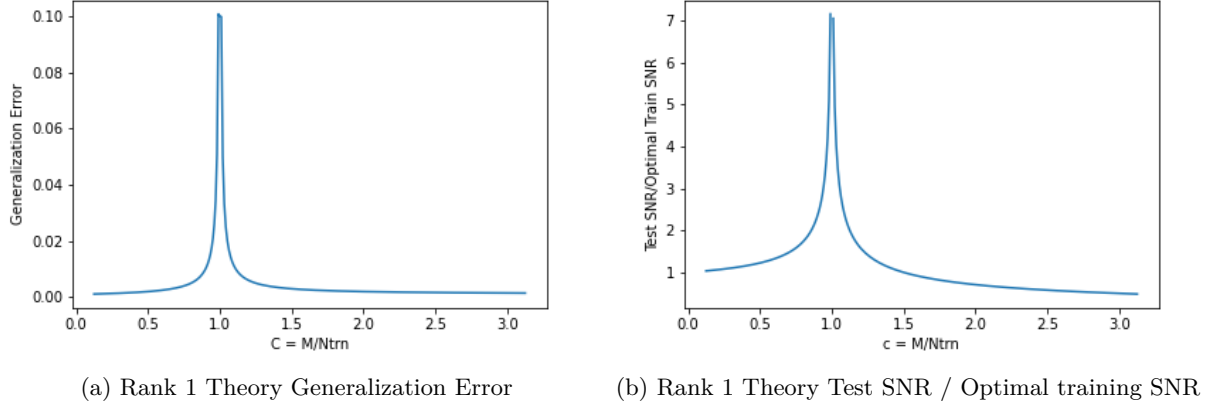 Generalization Error
0.10
0.08
0.06
0.04
0.02
0.00
0.0 0.5 1.0 1.5 2.0 2.5 3.0
C = M/Ntrn
(a) Rank 1 Theory Generalization Error
Test SNR/Optimal Train SNR
7
6
5
4
3
2
1
0.0 0.5 1.0 1.5 2.0 2.5 3.0
c = M/Ntrn
(b) Rank 1 Theory Test SNR / Optimal training SNR